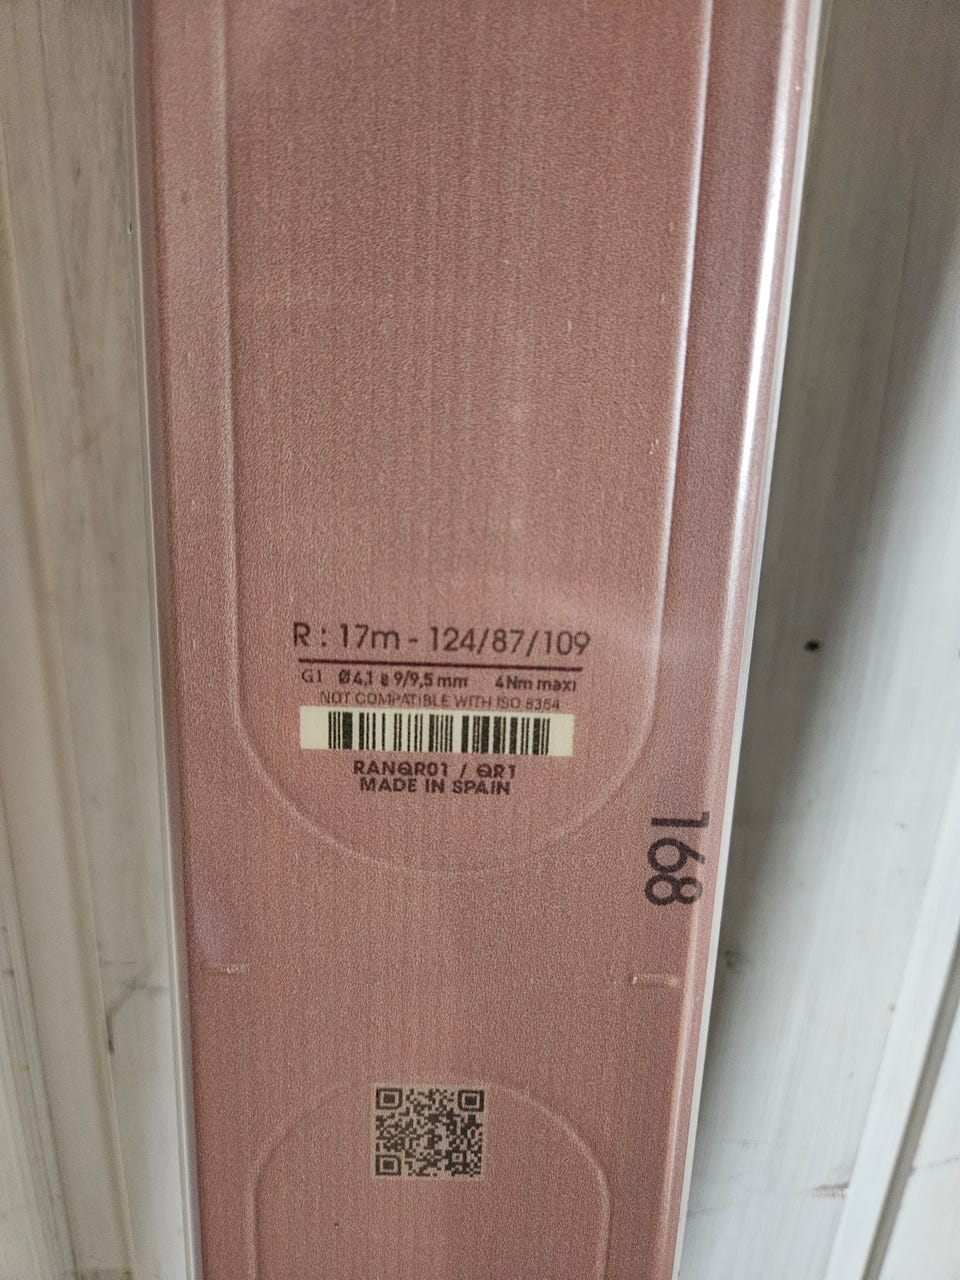 R : 17m - 124/87/109
G1 Ø 4,1 x 9/9,5 mm 4Nm maxi
NOT COMPATIBLE WITH ISO 8364
RANQR01 / QR1
MADE IN SPAIN
168